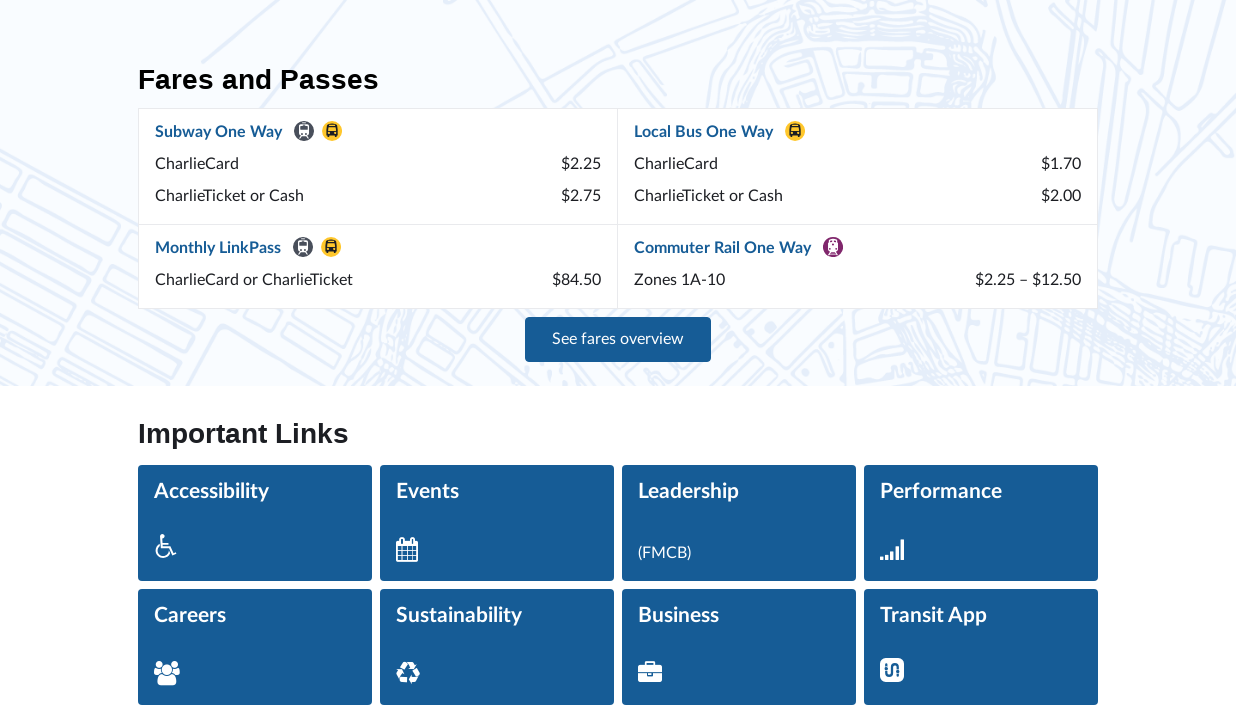 Fares and Passes
Subway One Way
CharlieCard $2.25
CharlieTicket or Cash $2.75
Local Bus One Way
CharlieCard $1.70
CharlieTicket or Cash $2.00
Monthly LinkPass
CharlieCard or CharlieTicket $84.50
Commuter Rail One Way
Zones 1A-10 $2.25 – $12.50
See fares overview
Important Links
Accessibility
Events
Leadership
(FMCB)
Performance
Careers
Sustainability
Business
Transit App